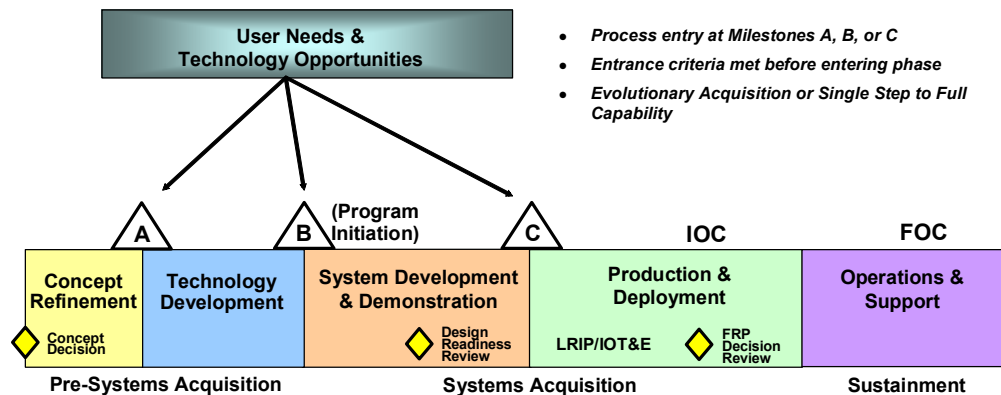 User Needs &
Technology Opportunities
• Process entry at Milestones A, B, or C
• Entrance criteria met before entering phase
• Evolutionary Acquisition or Single Step to Full
Capability
A
B
(Program
Initiation)
C
IOC
FOC
Concept
Refinement
Technology
Development
System Development
& Demonstration
Production &
Deployment
Operations &
Support
Concept
Decision
Design
Readiness
Review
LRIP/IOT&E
FRP
Decision
Review
Pre-Systems Acquisition
Systems Acquisition
Sustainment